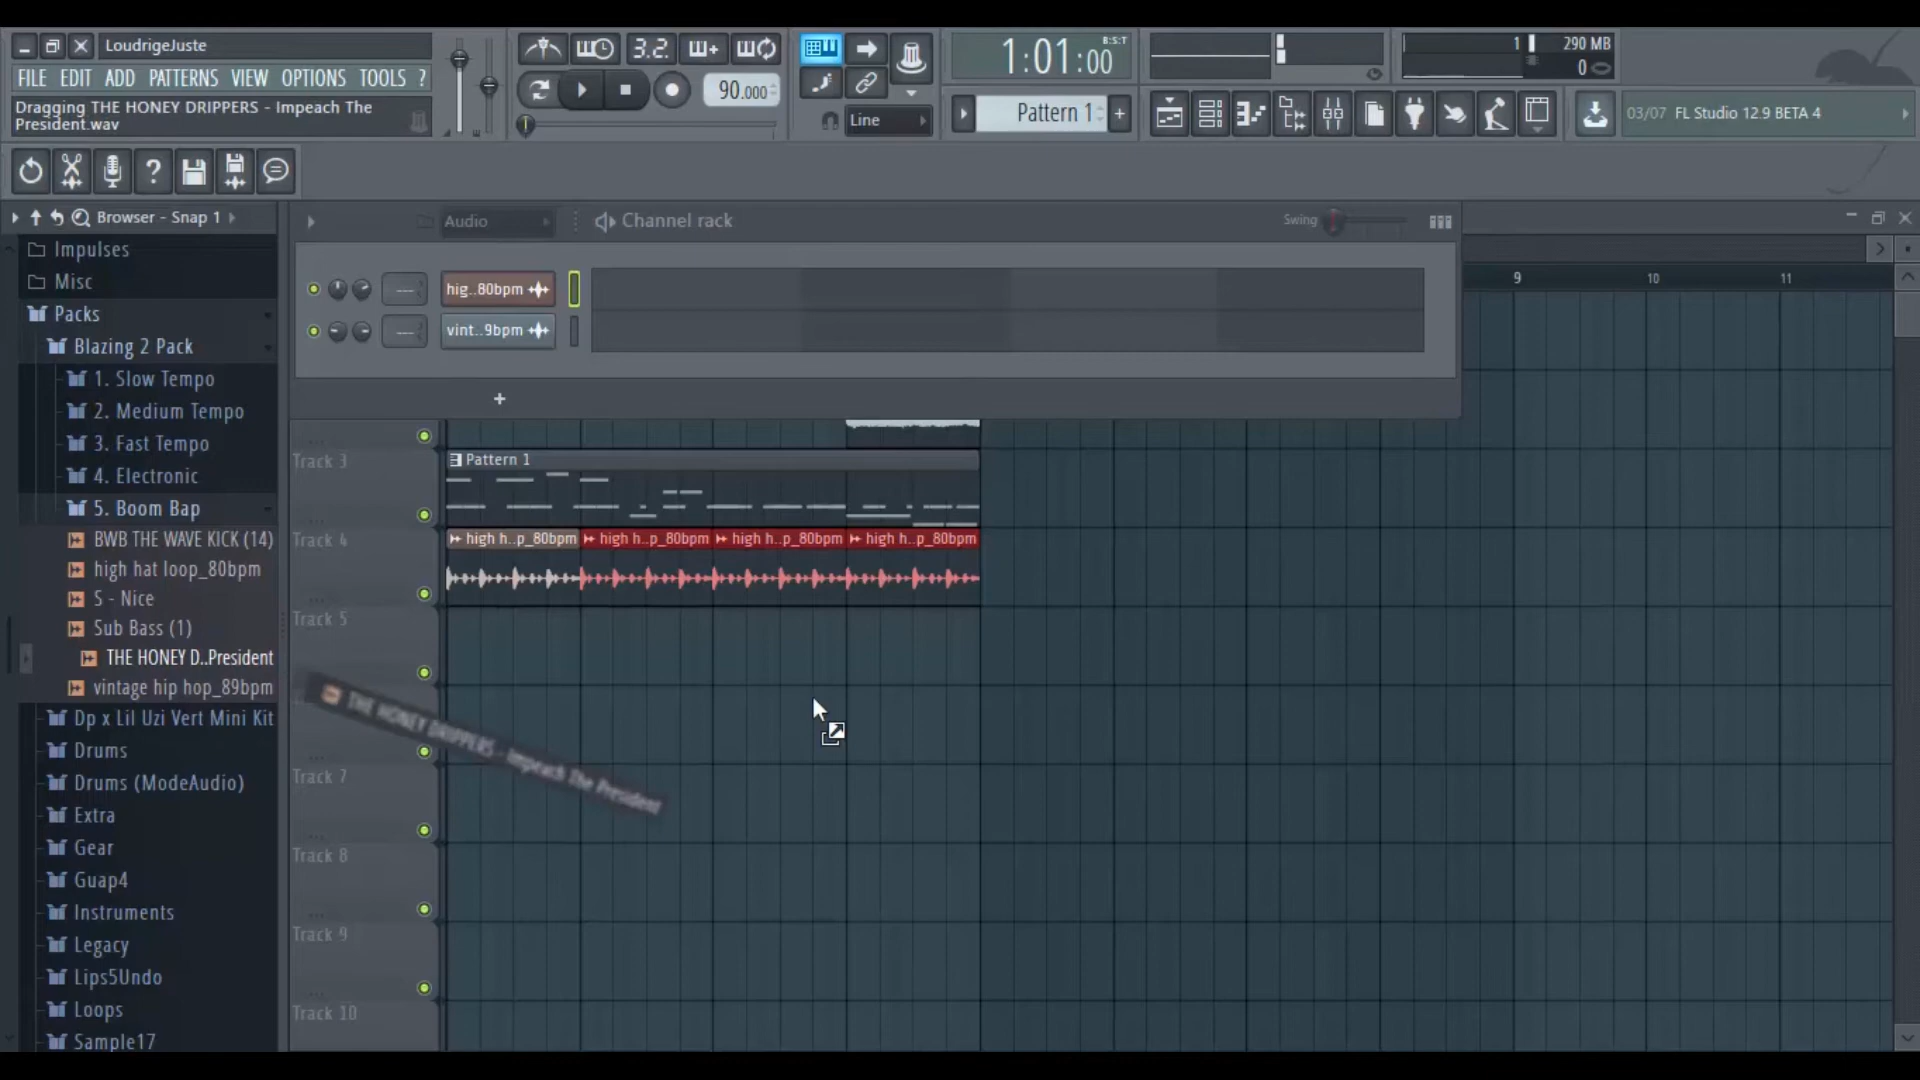 LoudrigeJuste
FILE EDIT ADD PATTERNS VIEW OPTIONS TOOLS ?
Dragging THE HONEY DRIPPERS - Impeach The
President.wav
3.2.
90.000
Line
1:01:00
B:S:T
Pattern 1
1
290 MB
0
03/07 FL Studio 12.9 BETA 4
Browser - Snap 1
Impulses
Misc
Packs
Blazing 2 Pack
1. Slow Tempo
2. Medium Tempo
3. Fast Tempo
4. Electronic
5. Boom Bap
BWB THE WAVE KICK (14)
high hat loop_80bpm
S - Nice
Sub Bass (1)
THE HONEY D..President
vintage hip hop_89bpm
Dp x Lil Uzi Vert Mini Kit
Drums
Drums (ModeAudio)
Extra
Gear
Guap4
Instruments
Legacy
Lips5Undo
Loops
Sample17
Audio
Channel rack
Swing
hig..80bpm
vint..9bpm
9 10 11
Track 3
Pattern 1
Track 4
high h..p_80bpm high h..p_80bpm high h..p_80bpm high h..p_80bpm
Track 5
THE HONEY DRIPPERS - Impeach The President
Track 7
Track 8
Track 9
Track 10